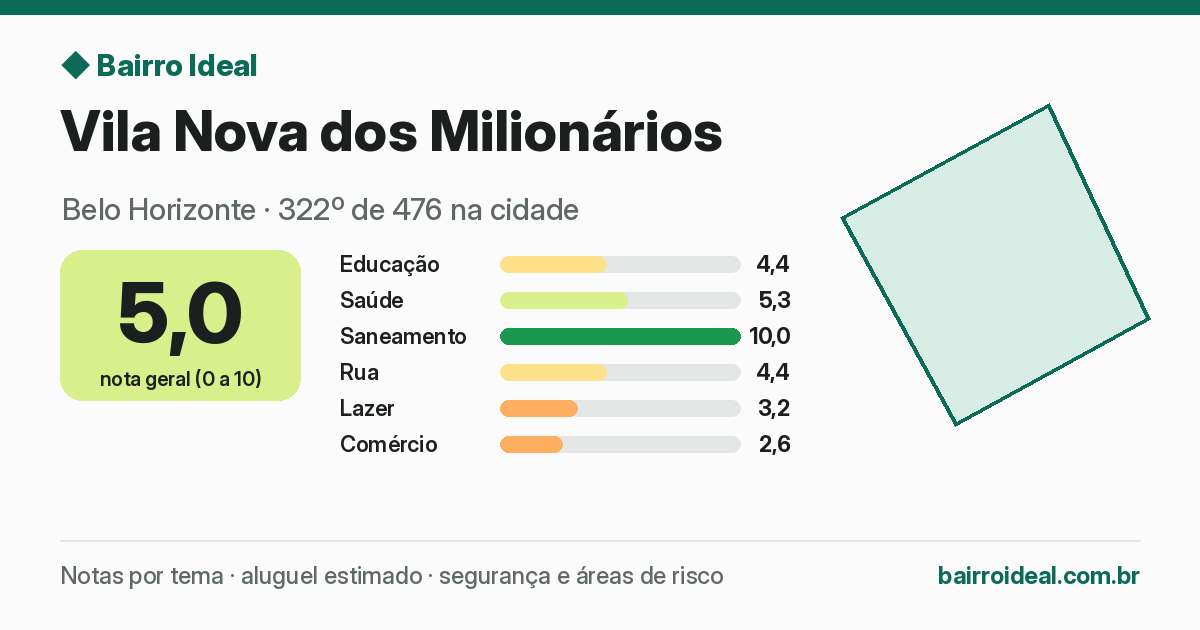 Bairro Ideal
Vila Nova dos Milionários
Belo Horizonte · 322º de 476 na cidade
5,0
nota geral (0 a 10)
Educação 4,4
Saúde 5,3
Saneamento 10,0
Rua 4,4
Lazer 3,2
Comércio 2,6
Notas por tema · aluguel estimado · segurança e áreas de risco
bairroideal.com.br